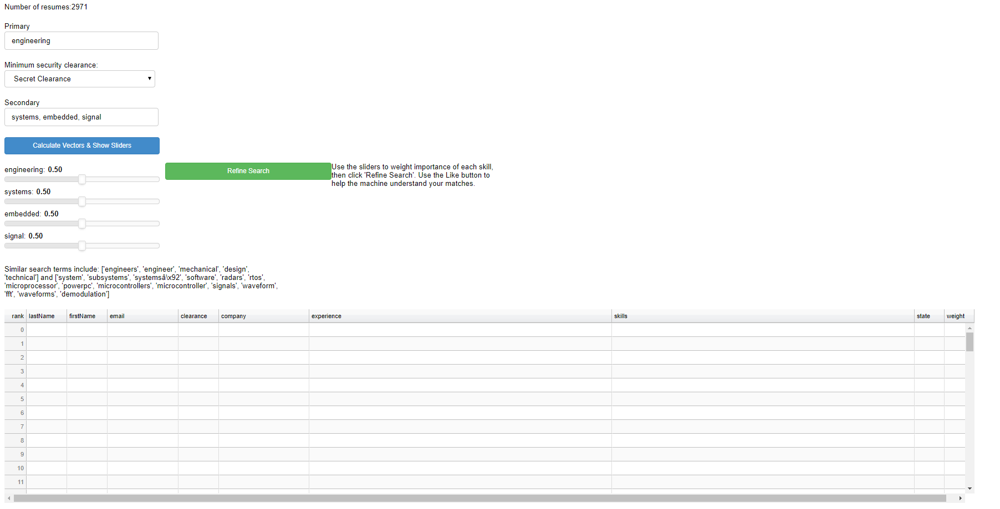 Number of resumes:2971
Primary
engineering
Minimum security clearance:
Secret Clearance
Secondary
systems, embedded, signal
Calculate Vectors & Show Sliders
engineering: 0.50
Refine Search
Use the sliders to weight importance of each skill,
then click 'Refine Search'. Use the Like button to
help the machine understand your matches.
systems: 0.50
embedded: 0.50
signal: 0.50
Similar search terms include: ['engineers', 'engineer', 'mechanical', 'design',
'technical'] and ['system', 'subsystems', 'systemsâ\x92', 'software', 'radars', 'rtos',
'microprocessor', 'powerpc', 'microcontrollers', 'microcontroller', 'signals', 'waveform',
'fft', 'waveforms', 'demodulation']
rank lastName firstName email clearance company experience skills state weight
0
1
2
3
4
5
6
7
8
9
10
11